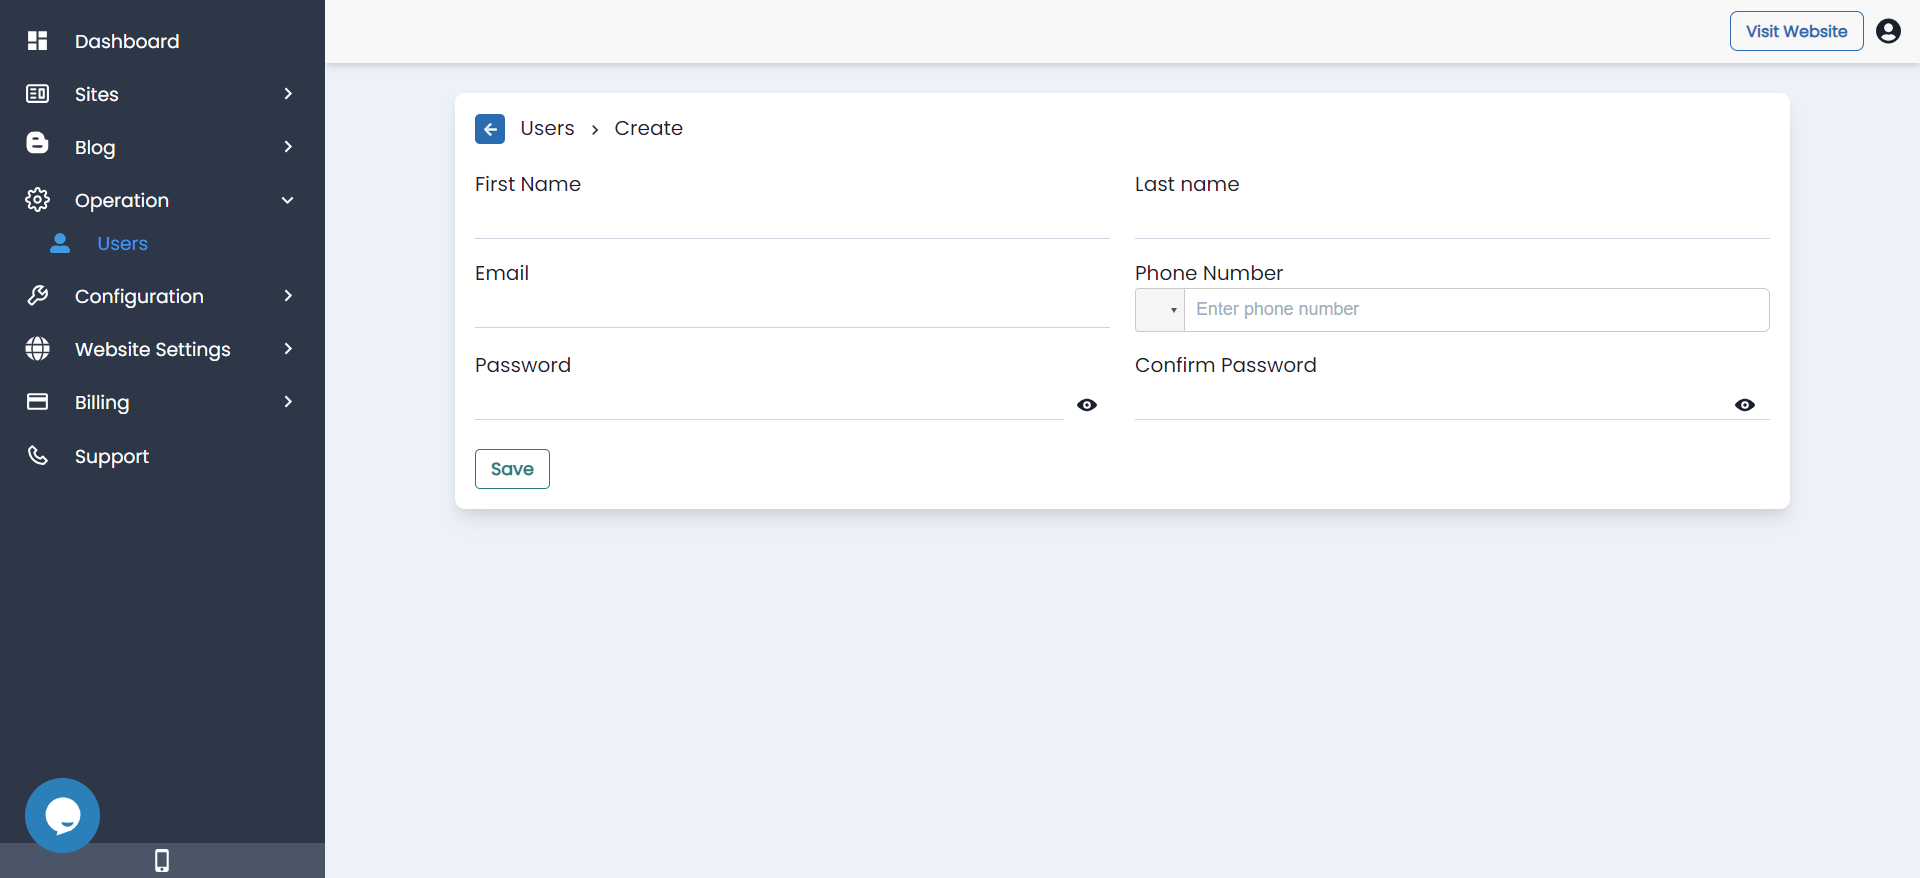 Dashboard
Sites
Blog
Operation
Users
Configuration
Website Settings
Billing
Support
Visit Website
Users > Create
First Name
Last name
Email
Phone Number
Enter phone number
Password
Confirm Password
Save